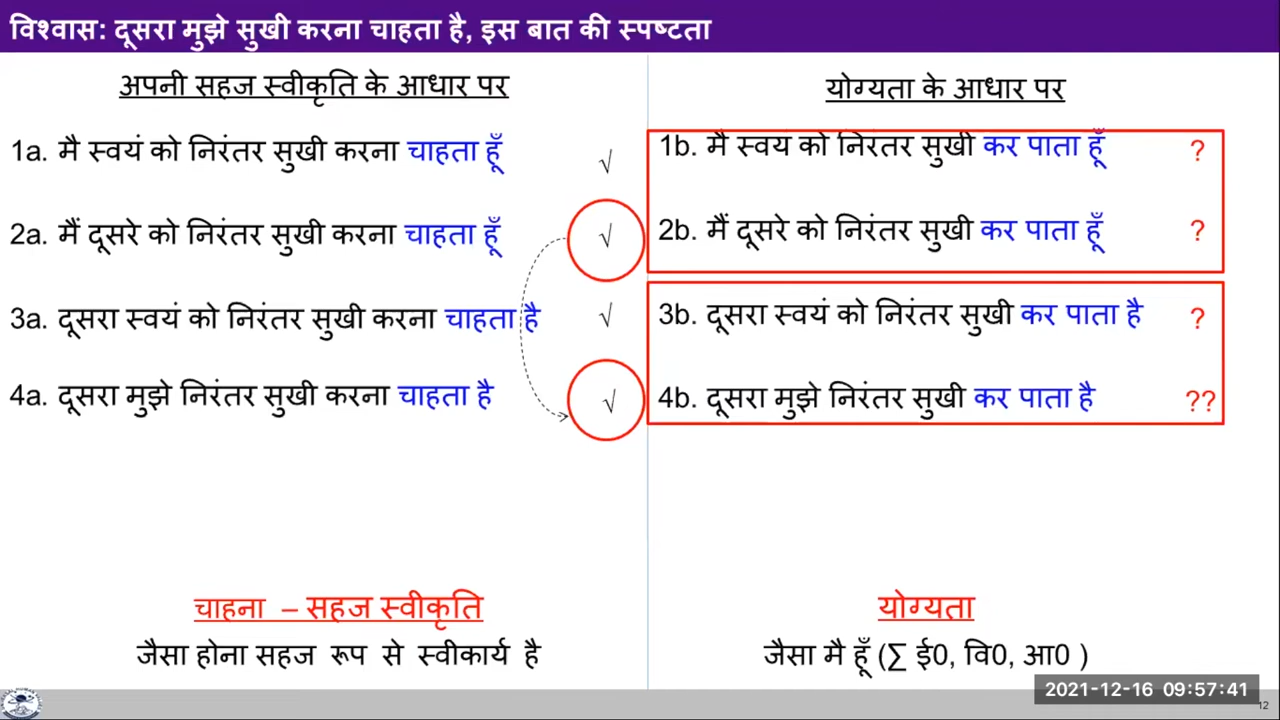 विश्वास: दूसरा मुझे सुखी करना चाहता है, इस बात की स्पष्टता
अपनी सहज स्वीकृति के आधार पर
1a. मै स्वयं को निरंतर सुखी करना चाहता हूँ √
2a. मैं दूसरे को निरंतर सुखी करना चाहता हूँ √
3a. दूसरा स्वयं को निरंतर सुखी करना चाहता है √
4a. दूसरा मुझे निरंतर सुखी करना चाहता है √
चाहना – सहज स्वीकृति
जैसा होना सहज रूप से स्वीकार्य है
योग्यता के आधार पर
1b. मैं स्वय को निरंतर सुखी कर पाता हूँ ?
2b. मैं दूसरे को निरंतर सुखी कर पाता हूँ ?
3b. दूसरा स्वयं को निरंतर सुखी कर पाता है ?
4b. दूसरा मुझे निरंतर सुखी कर पाता है ??
योग्यता
जैसा मै हूँ (∑ ई0, वि0, आ0 )
2021-12-16 09:57:41
12